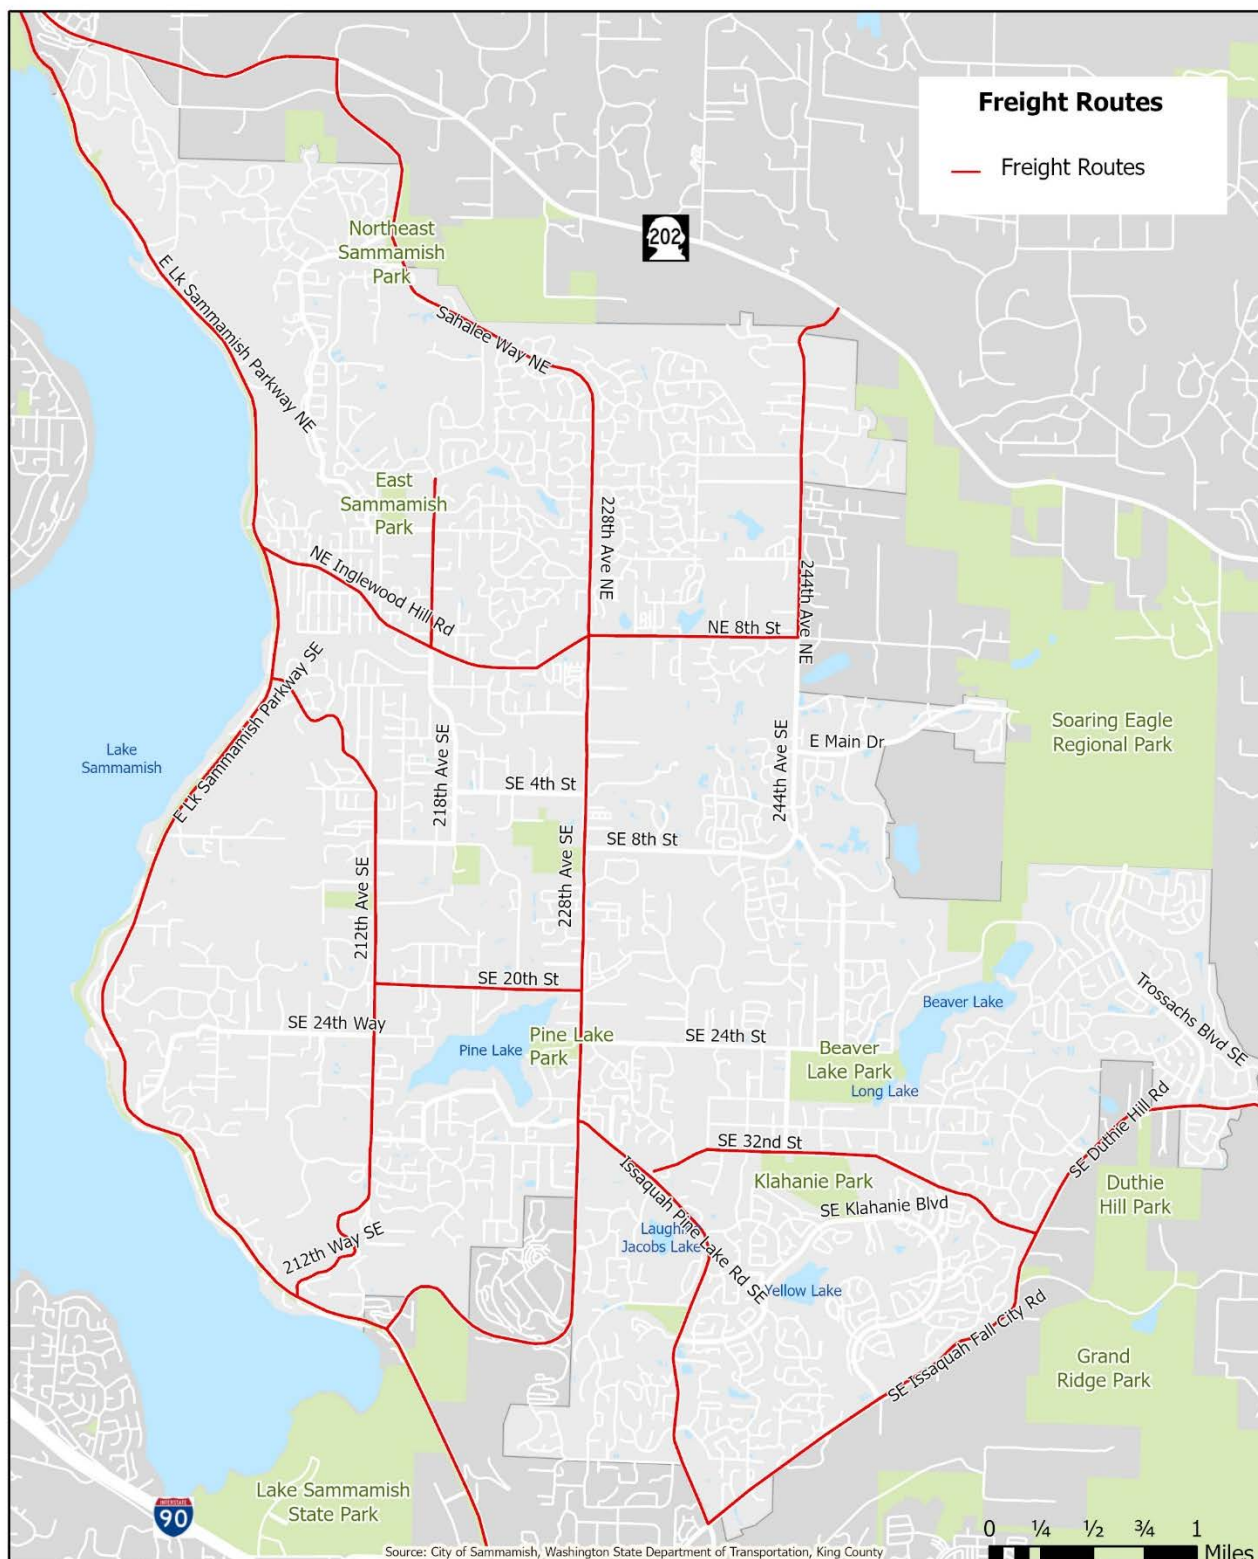 Freight Routes
Freight Routes
202
Northeast
Sammamish
Park
E Lk Sammamish Parkway NE
Sahalee Way NE
East
Sammamish
Park
228th Ave NE
244th Ave NE
NE Inglewood Hill Rd
NE 8th St
E Lk Sammamish Parkway SE
Soaring Eagle
Regional Park
Lake
Sammamish
218th Ave SE
E Main Dr
244th Ave SE
SE 4th St
SE 8th St
228th Ave SE
212th Ave SE
SE 20th St
Beaver Lake
Trossachs Blvd SE
SE 24th Way
Pine Lake
Pine Lake
Park
SE 24th St
Beaver
Lake Park
Long Lake
SE Duthie Hill Rd
SE 32nd St
Issaquah Pine Lake Rd SE
Klahanie Park
Duthie
Hill Park
SE Klahanie Blvd
Laughing
Jacobs Lake
212th Way SE
Yellow Lake
SE Issaquah Fall City Rd
Grand
Ridge Park
Lake Sammamish
State Park
INTERSTATE
90
0 ¼ ½ ¾ 1
Miles
Source: City of Sammamish, Washington State Department of Transportation, King County